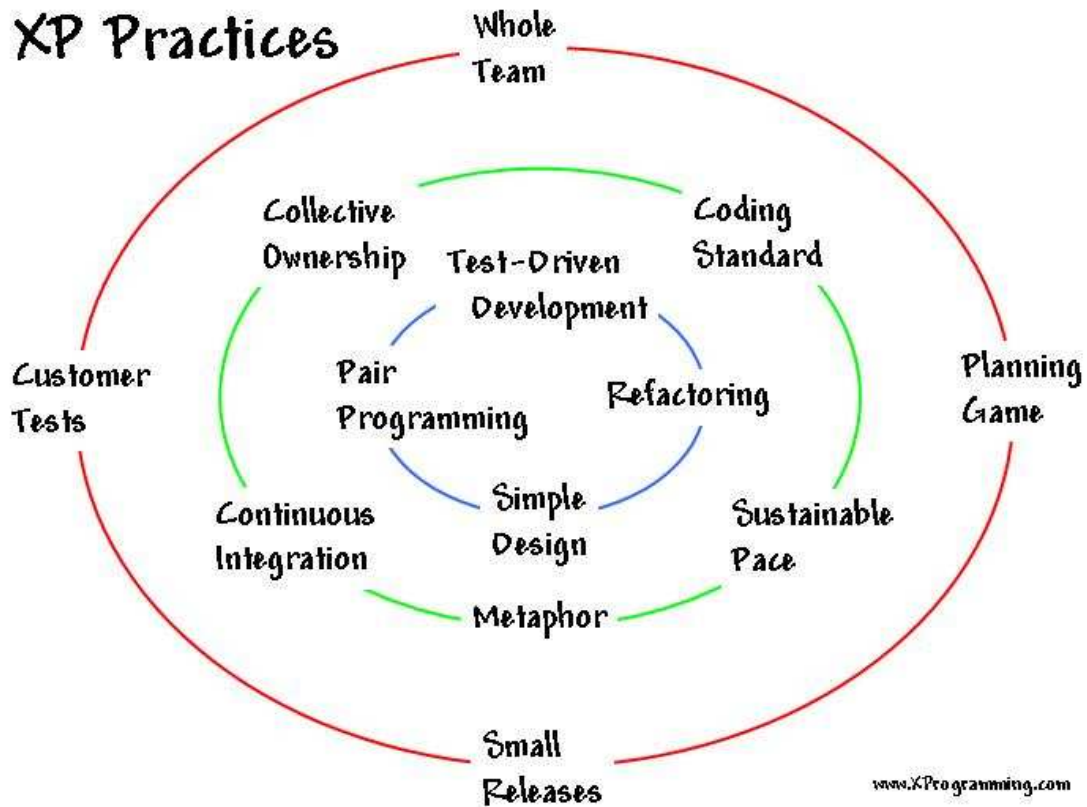 XP Practices
Whole
Team
Collective
Ownership
Coding
Standard
Test-Driven
Development
Customer
Tests
Pair
Programming
Refactoring
Planning
Game
Continuous
Integration
Simple
Design
Sustainable
Pace
Metaphor
Small
Releases
www.XProgramming.com